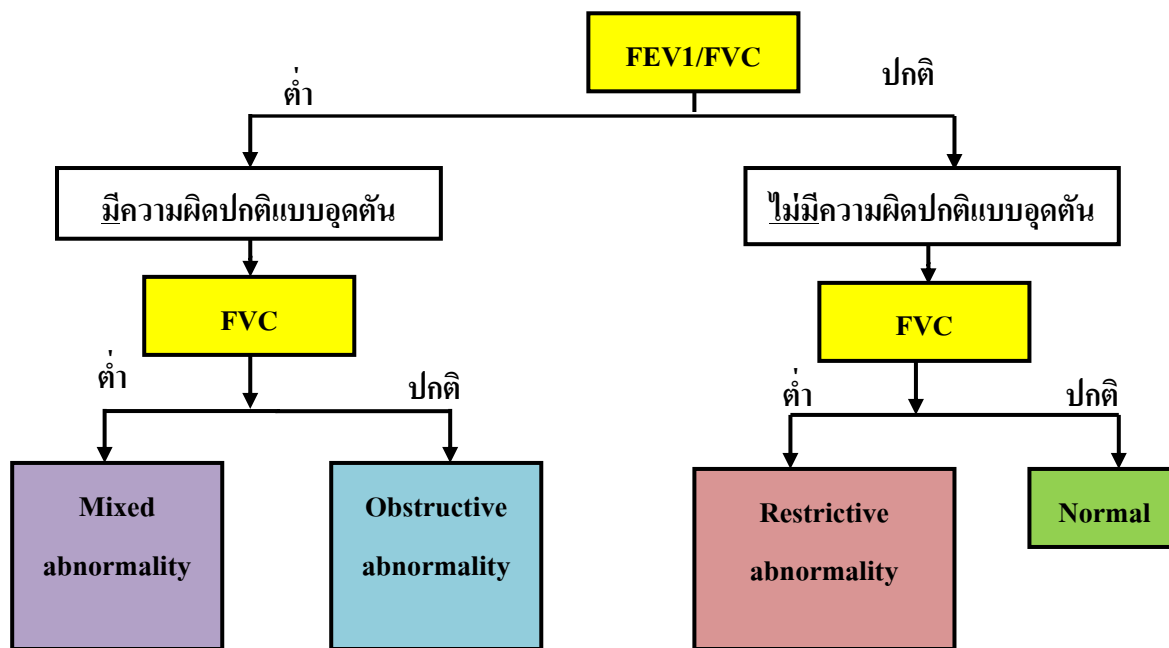 FEV1/FVC
ต่ำ
ปกติ
มีความผิดปกติแบบอุดตัน
ไม่มีความผิดปกติแบบอุดตัน
FVC
FVC
ต่ำ
ปกติ
ต่ำ
ปกติ
Mixed
abnormality
Obstructive
abnormality
Restrictive
abnormality
Normal